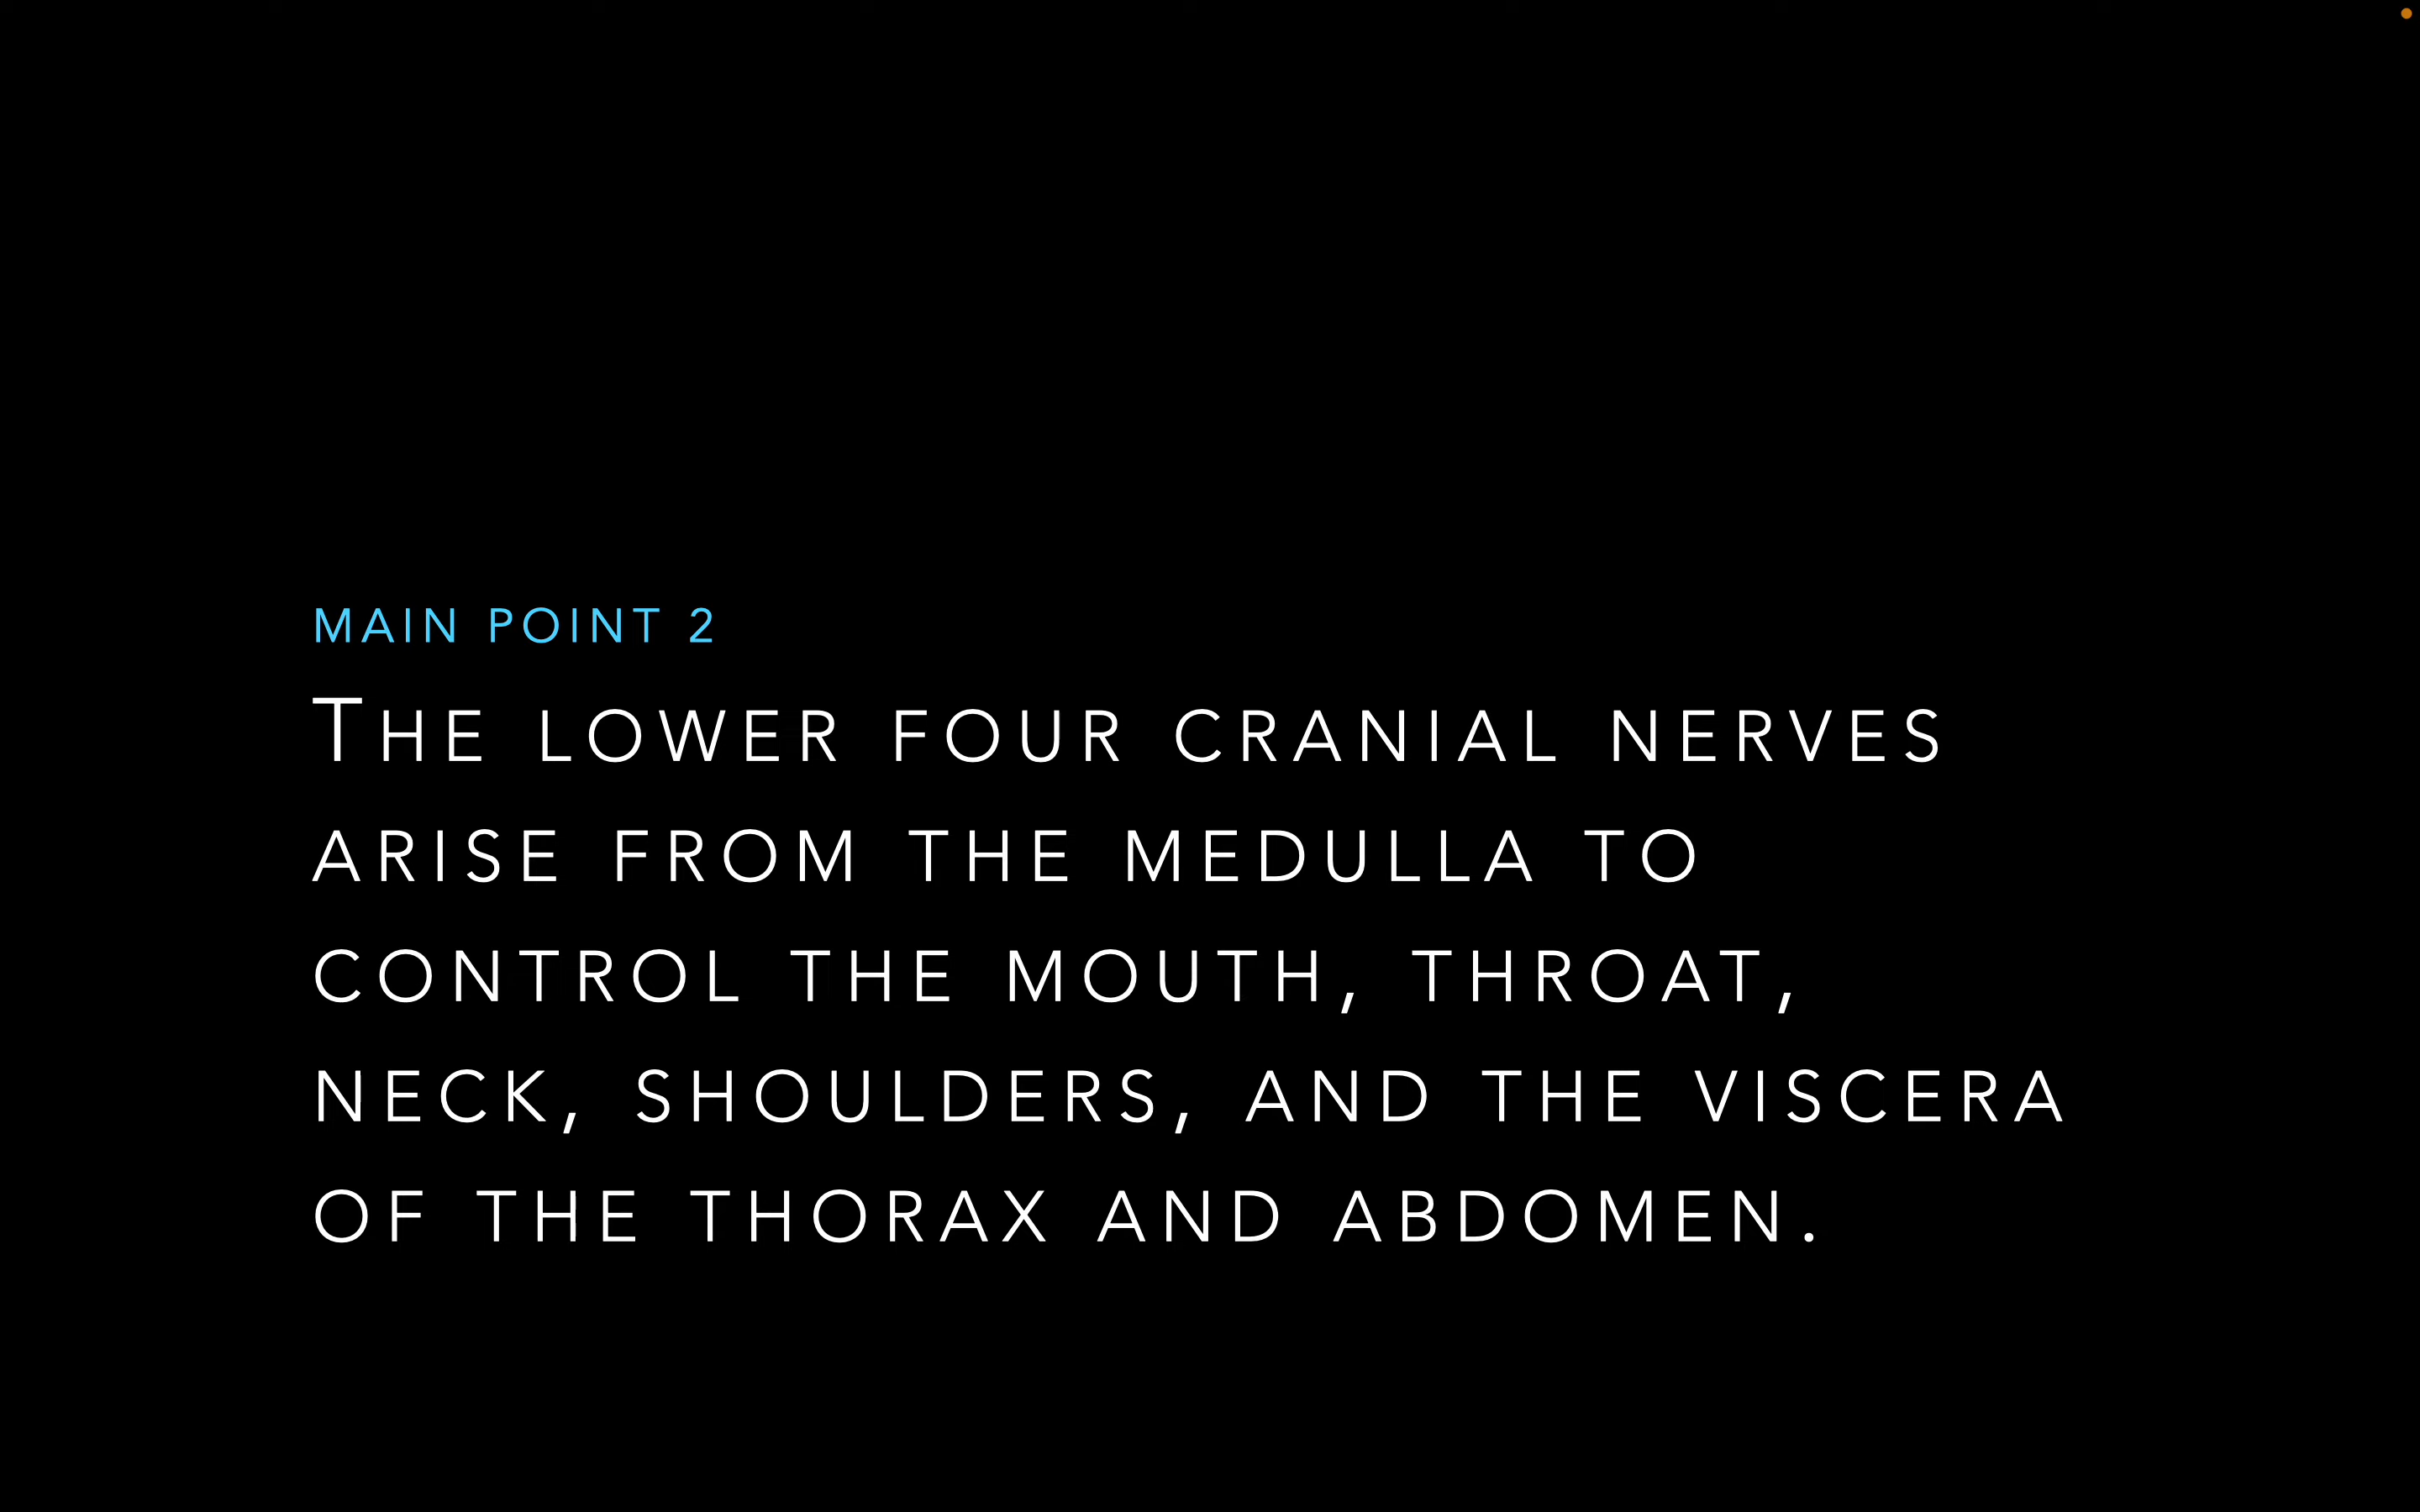 MAIN POINT 2
THE LOWER FOUR CRANIAL NERVES
ARISE FROM THE MEDULLA TO
CONTROL THE MOUTH, THROAT,
NECK, SHOULDERS, AND THE VISCERA
OF THE THORAX AND ABDOMEN.